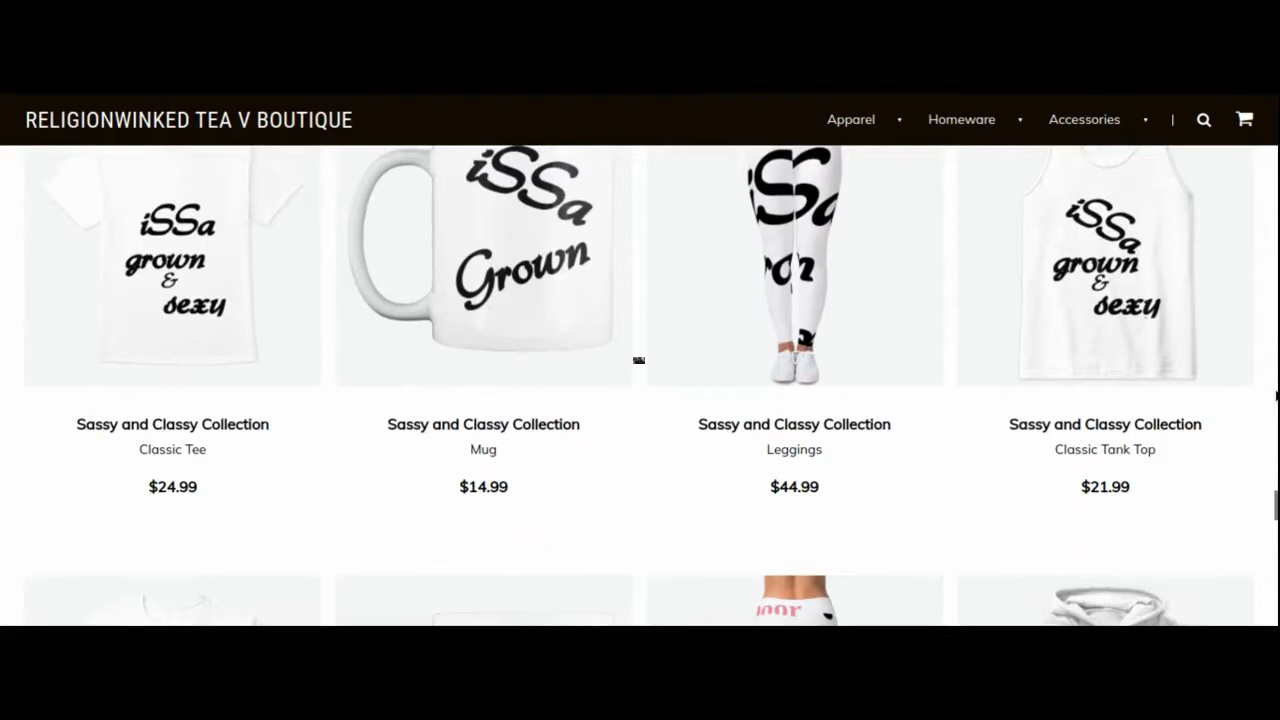 RELIGIONWINKED TEA V BOUTIQUE
Apparel
Homeware
Accessories
iSSa
grown
&
sexy
iSSa
Grown
iSSa
iSSa
grown
&
sexy
Sassy and Classy Collection
Classic Tee
$24.99
Sassy and Classy Collection
Mug
$14.99
Sassy and Classy Collection
Leggings
$44.99
Sassy and Classy Collection
Classic Tank Top
$21.99